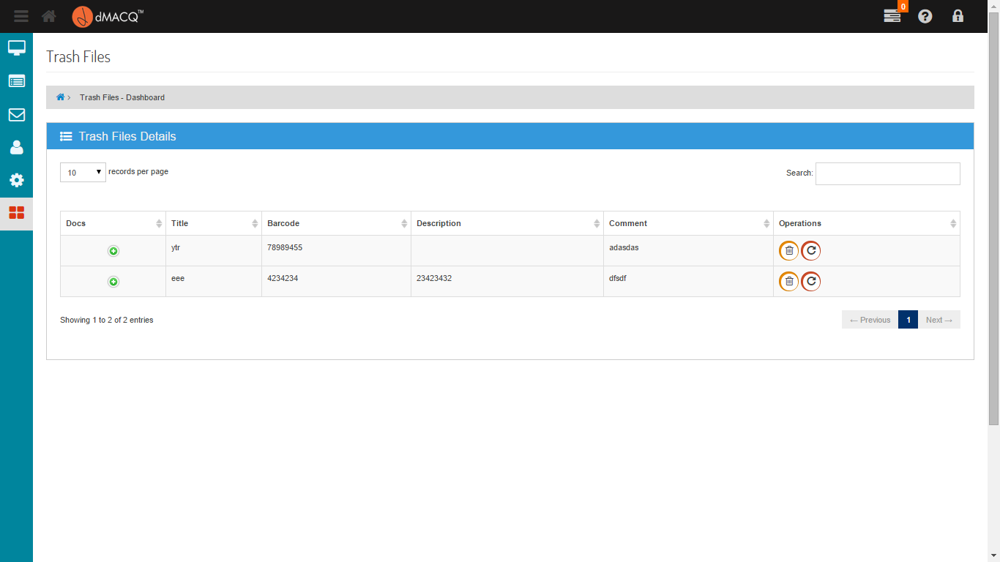 dMACQ™
0
Trash Files
Trash Files - Dashboard
Trash Files Details
10 records per page
Search:
Docs Title Barcode Description Comment Operations
ytr 78989455 adasdas
eee 4234234 23423432 dfsdf
Showing 1 to 2 of 2 entries
← Previous 1 Next →